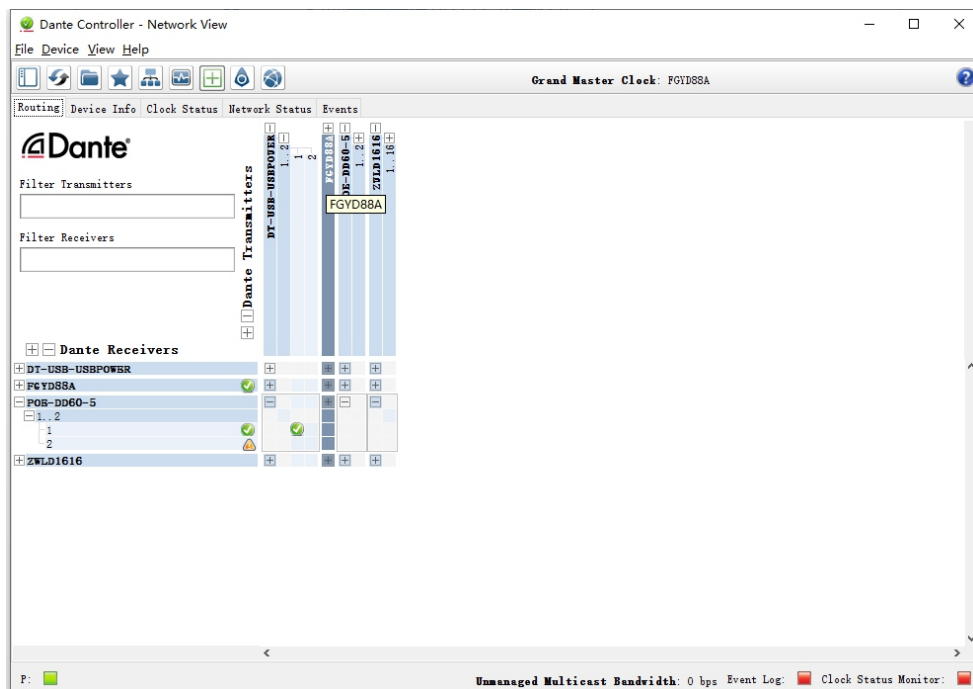 Dante Controller - Network View
File Device View Help
Grand Master Clock: FGYD88A
Routing Device Info Clock Status Network Status Events
Dante
Filter Transmitters
Filter Receivers
Dante Transmitters
DT-USB-USBPOWER
1..2
1
2
FGYD88A
OE-DD60-5
1..2
ZWLD1616
1..16
FGYD88A
Dante Receivers
DT-USB-USBPOWER
FGYD88A
POE-DD60-5
1..2
1
2
ZWLD1616
P:
Unmanaged Multicast Bandwidth: 0 bps Event Log: Clock Status Monitor: